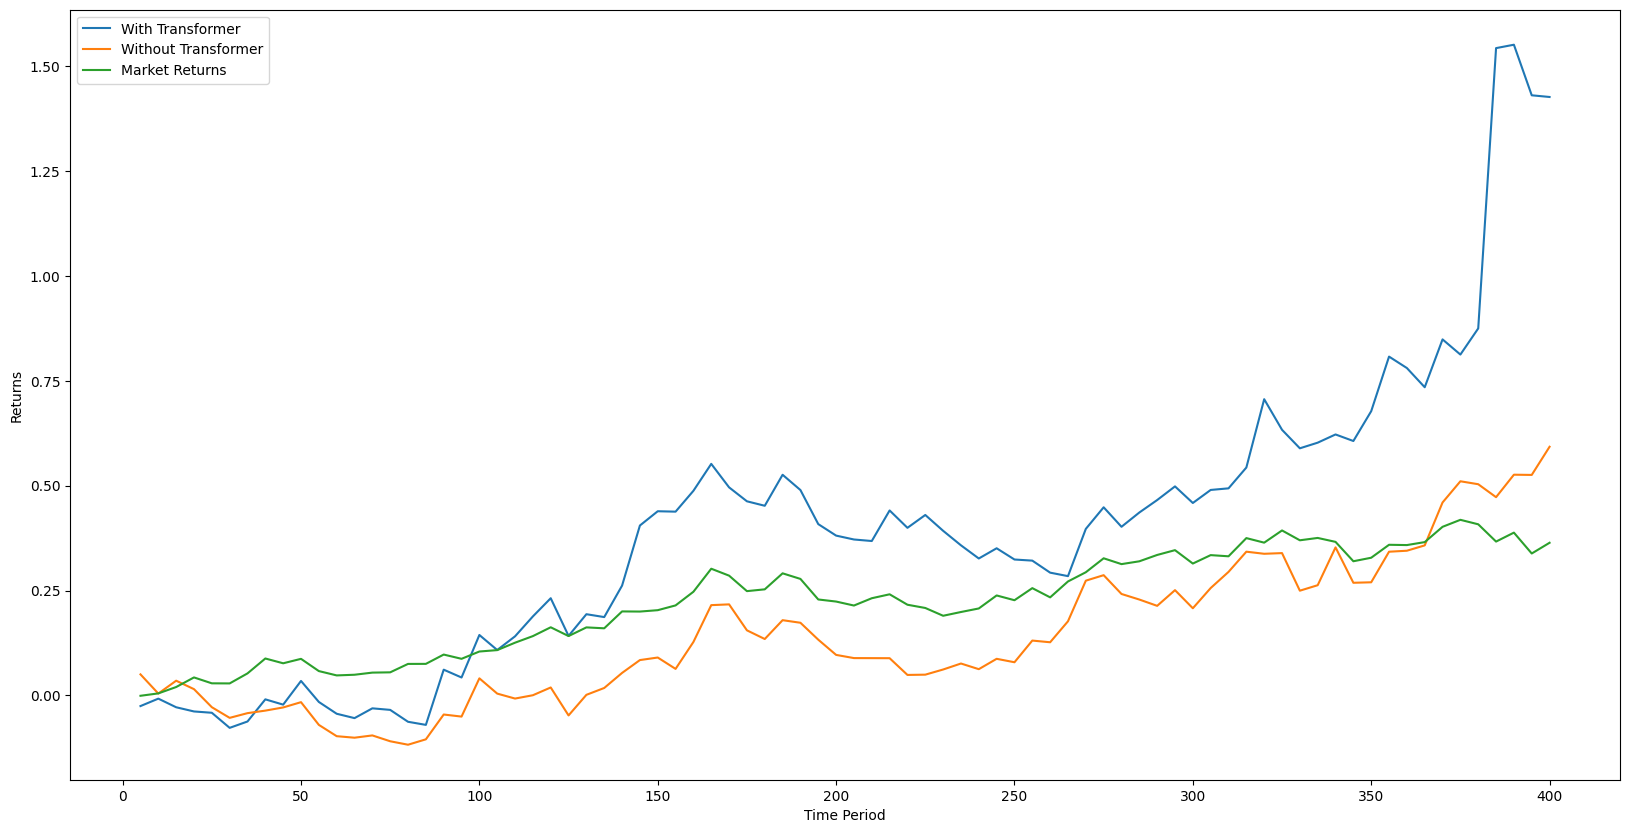 With Transformer
Without Transformer
Market Returns
1.50
1.25
1.00
0.75
0.50
0.25
0.00
Returns
0 50 100 150 200 250 300 350 400
Time Period